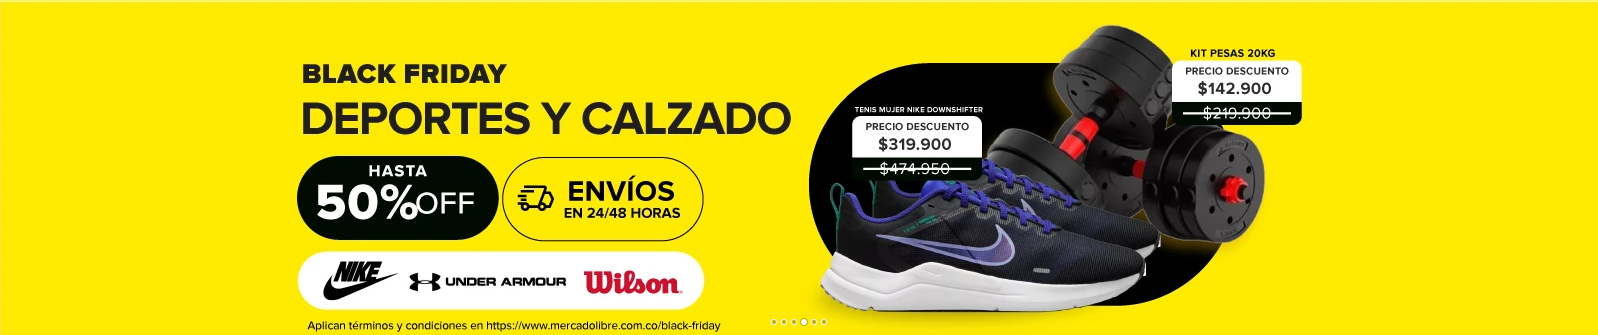 BLACK FRIDAY
DEPORTES Y CALZADO
HASTA
50%OFF
ENVÍOS
EN 24/48 HORAS
NIKE
UNDER ARMOUR
Wilson
Aplican términos y condiciones en https://www.mercadolibre.com.co/black-friday
TENIS MUJER NIKE DOWNSHIFTER
PRECIO DESCUENTO
$319.900
$474.950
KIT PESAS 20KG
PRECIO DESCUENTO
$142.900
$219.900